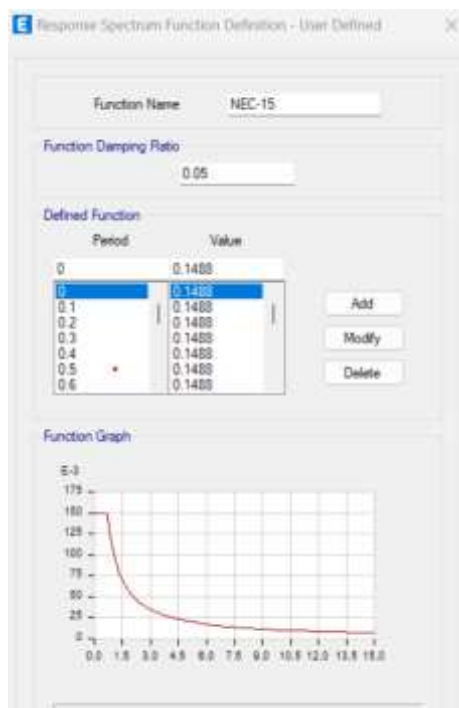 E Response Spectrum Function Definition - User Defined
Function Name NEC-15
Function Damping Ratio
0.05
Defined Function
Period Value
0 0.1488
0 0.1488
0.1 0.1488
0.2 0.1488
0.3 0.1488
0.4 0.1488
0.5 0.1488
0.6 0.1488
Add
Modify
Delete
Function Graph
E-3
175
150
125
100
75
50
25
0
0.0 1.5 3.0 4.5 6.0 7.5 9.0 10.5 12.0 13.5 15.0